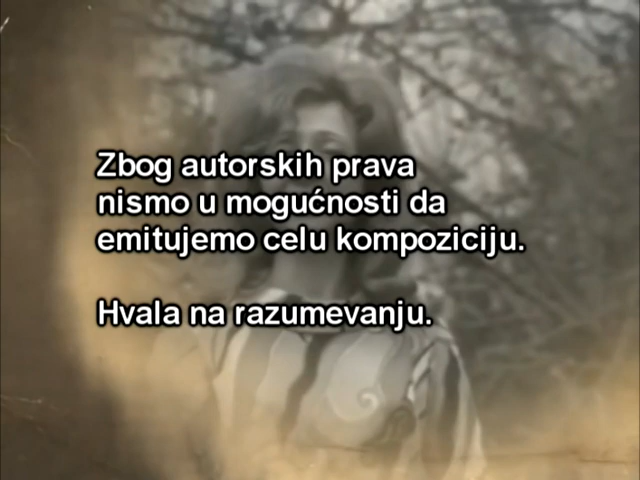 Zbog autorskih prava
nismo u mogućnosti da
emitujemo celu kompoziciju.
Hvala na razumevanju.